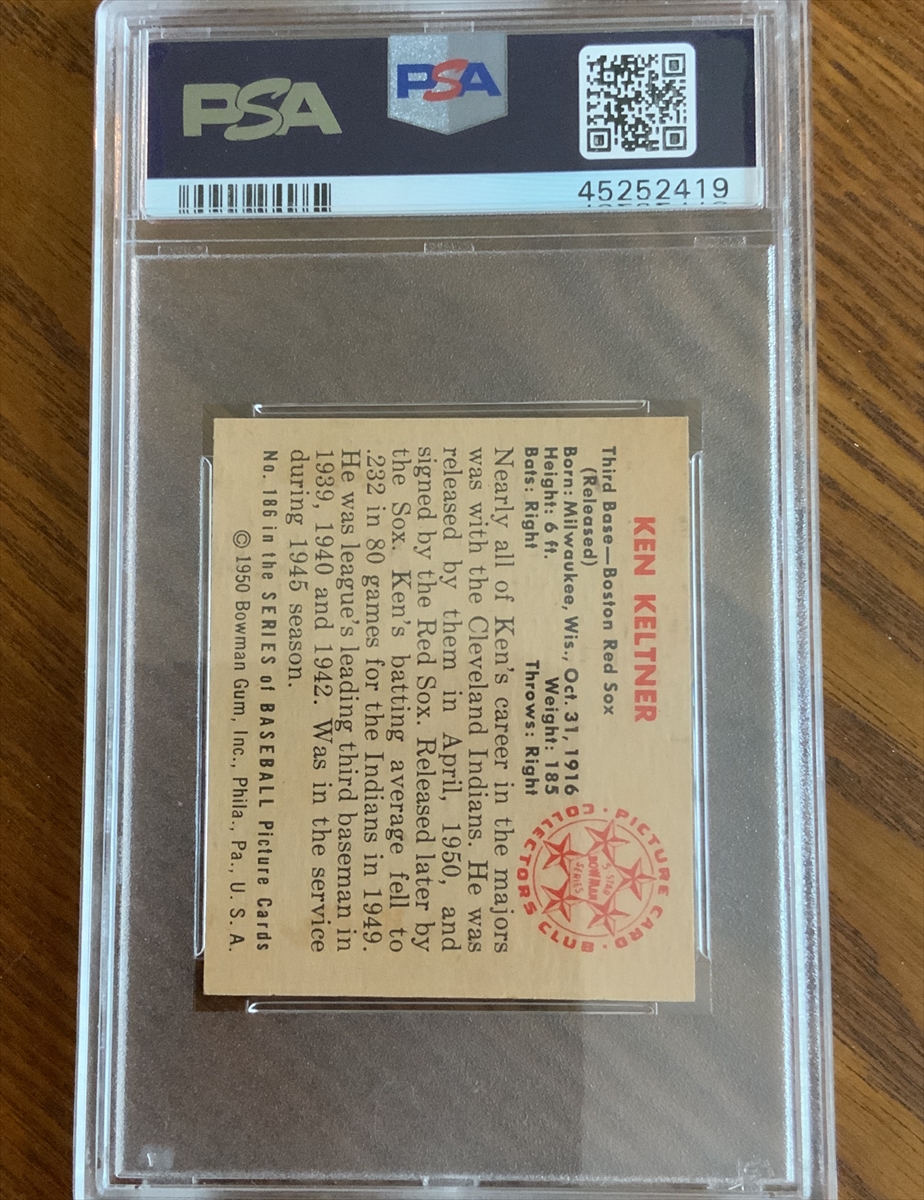 PSA
PSA
45252419
KEN KELTNER
Third Base—Boston Red Sox
(Released)
Born: Milwaukee, Wis., Oct. 31, 1916
Height: 6 ft. Weight: 185
Bats: Right Throws: Right
PICTURE CARD · COLLECTORS CLUB ·
5 STAR
BOWMAN
SERIES
Nearly all of Ken's career in the majors
was with the Cleveland Indians. He was
released by them in April, 1950, and
signed by the Red Sox. Released later by
the Sox. Ken's batting average fell to
.232 in 80 games for the Indians in 1949.
He was league's leading third baseman in
1939, 1940 and 1942. Was in the service
during 1945 season.
No. 186 in the SERIES of BASEBALL Picture Cards
© 1950 Bowman Gum, Inc., Phila., Pa., U. S. A.